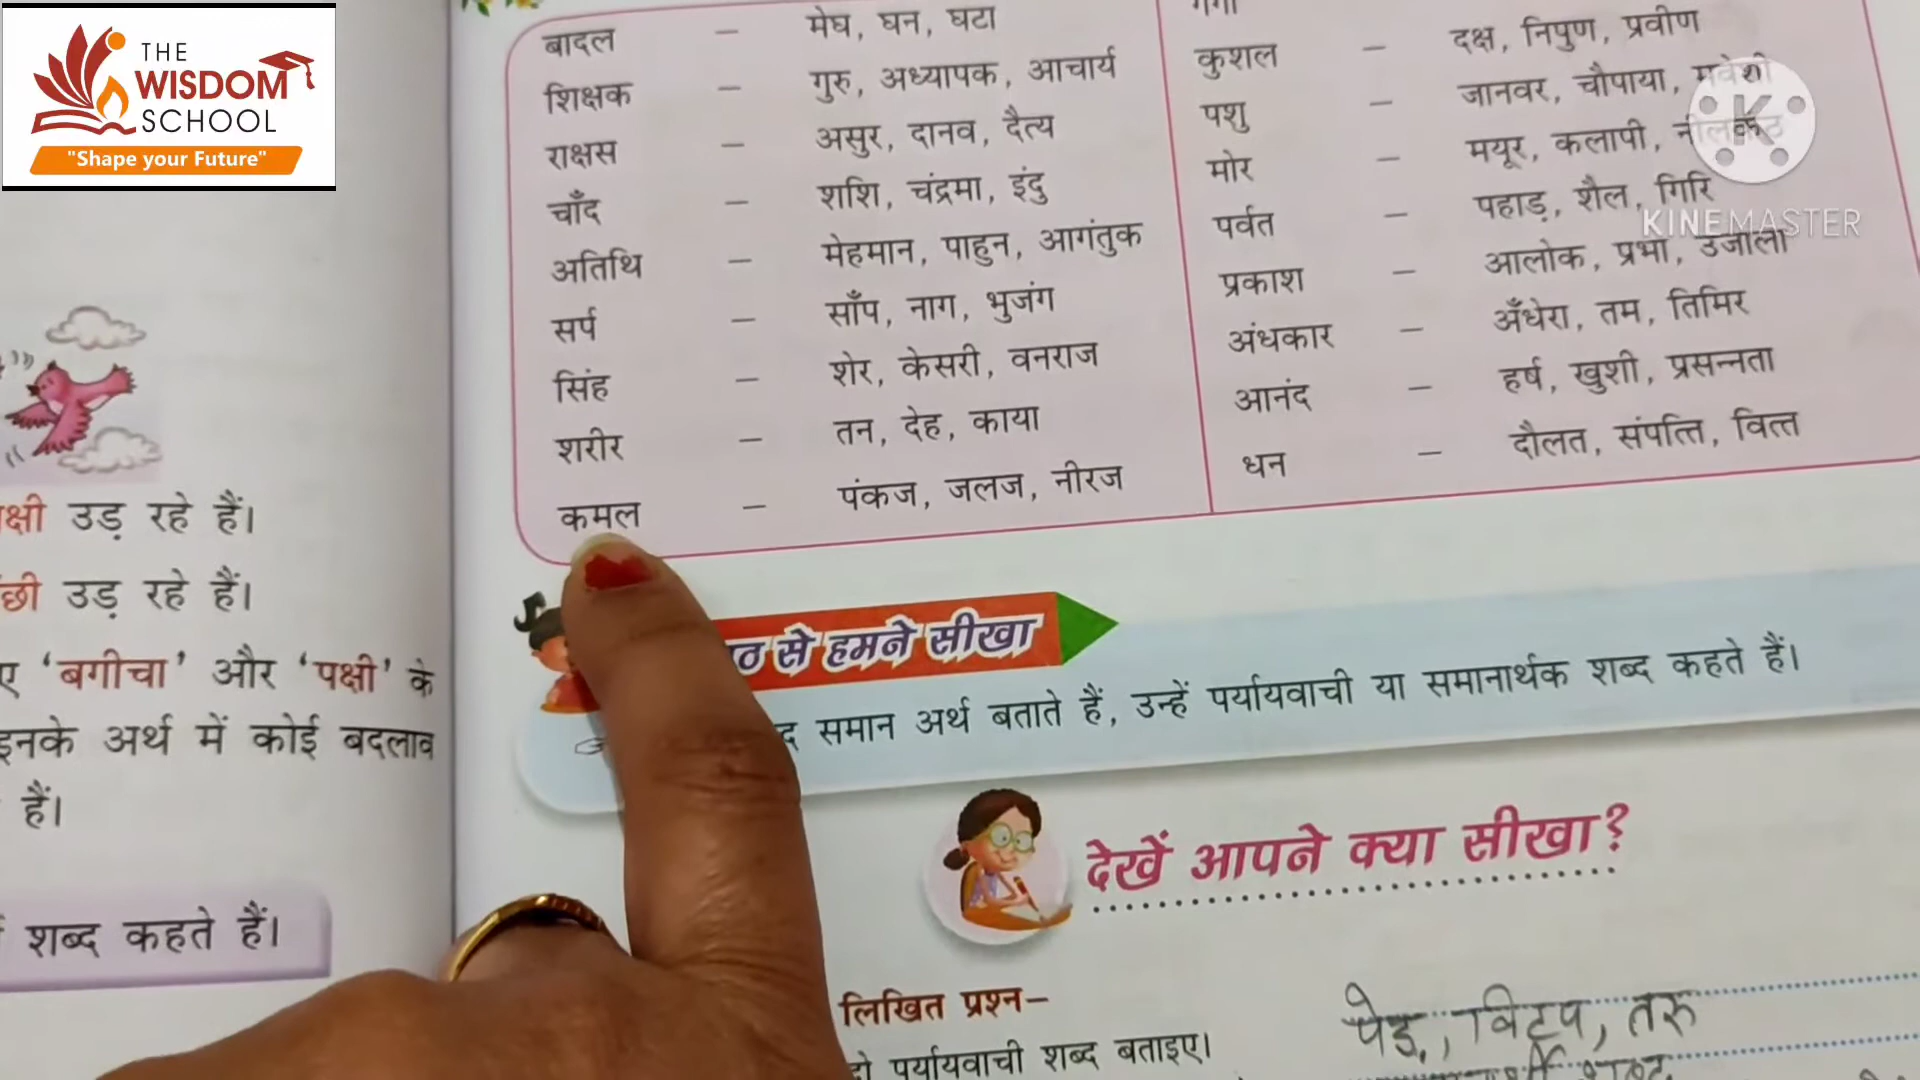 THE
WISDOM
SCHOOL
"Shape your Future"
बादल – मेघ, घन, घटा
शिक्षक – गुरु, अध्यापक, आचार्य
राक्षस – असुर, दानव, दैत्य
चाँद – शशि, चंद्रमा, इंदु
अतिथि – मेहमान, पाहुन, आगंतुक
सर्प – साँप, नाग, भुजंग
सिंह – शेर, केसरी, वनराज
शरीर – तन, देह, काया
कमल – पंकज, जलज, नीरज
कुशल – दक्ष, निपुण, प्रवीण
पशु – जानवर, चौपाया, मवेशी
मोर – मयूर, कलापी, नीलकंठ
पर्वत – पहाड़, शैल, गिरि
प्रकाश – आलोक, प्रभा, उजाला
अंधकार – अँधेरा, तम, तिमिर
आनंद – हर्ष, खुशी, प्रसन्नता
धन – दौलत, संपत्ति, वित्त
K
KINEMASTER
उड़ रहे हैं।
उड़ रहे हैं।
'बगीचा' और 'पक्षी' के
इनके अर्थ में कोई बदलाव
हैं।
शब्द कहते हैं।
से हमने सीखा
समान अर्थ बताते हैं, उन्हें पर्यायवाची या समानार्थक शब्द कहते हैं।
देखें आपने क्या सीखा?
लिखित प्रश्न–
पर्यायवाची शब्द बताइए।
पेड़, विटप, तरु